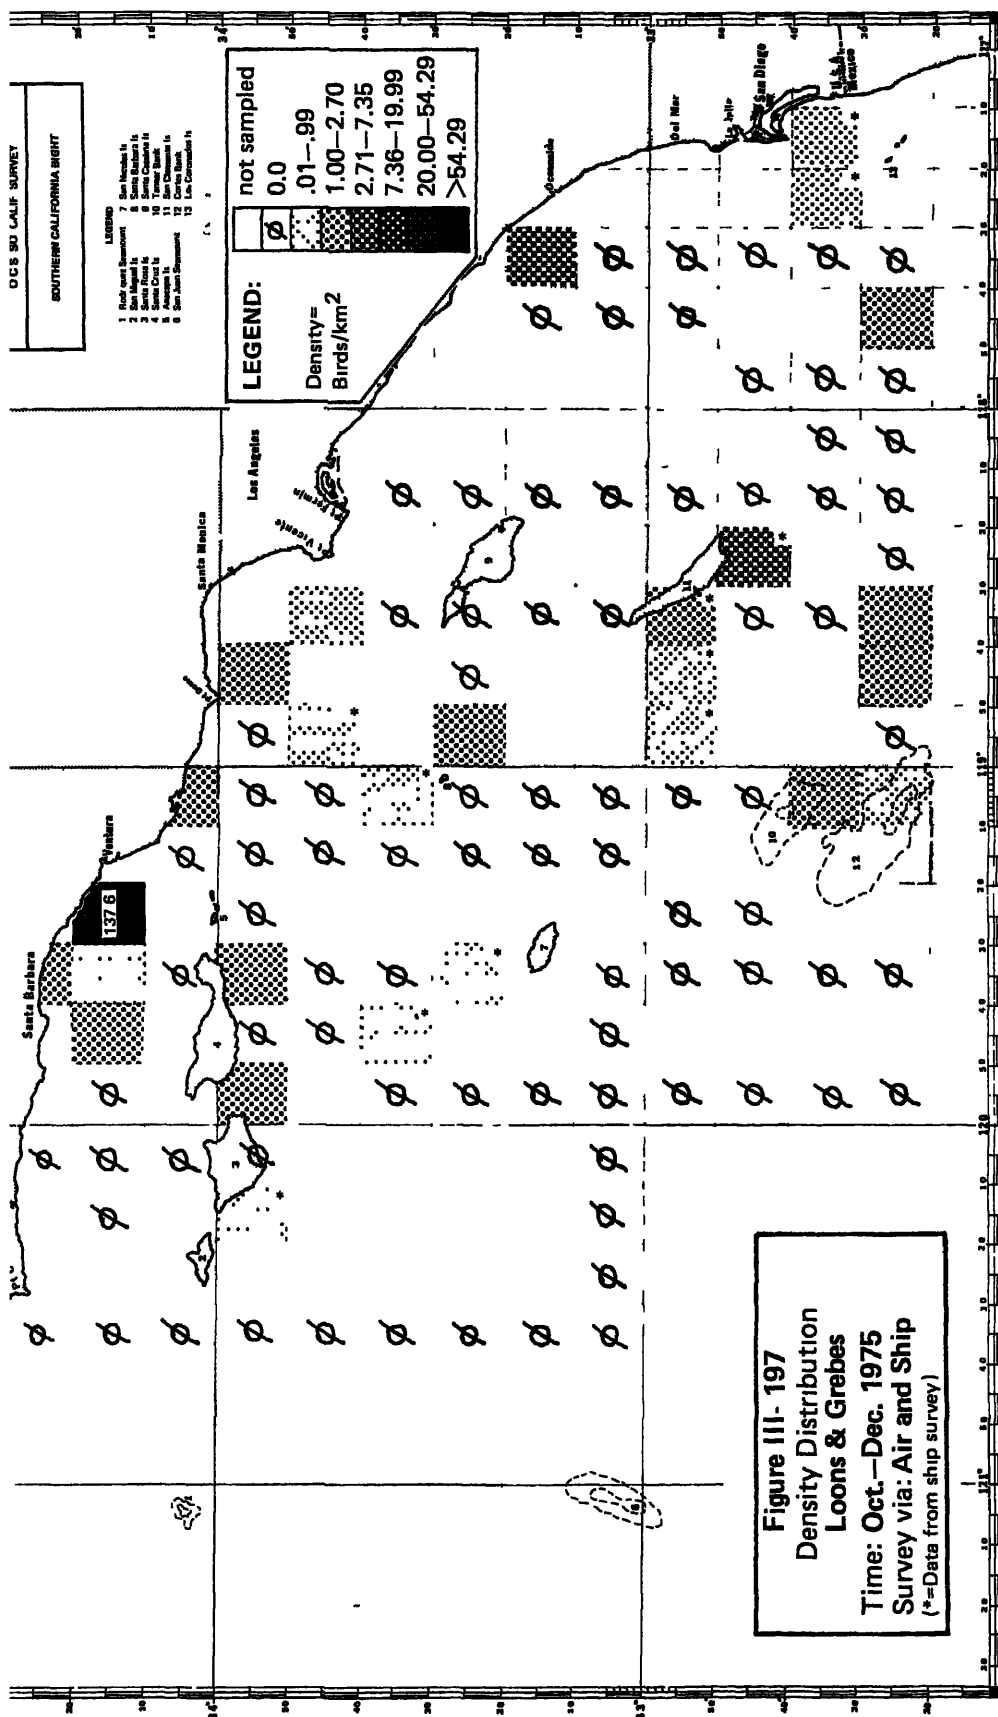 OCS SO CALIF SURVEY
SOUTHERN CALIFORNIA BIGHT
LEGEND
1 Rodriguez Seamount
2 San Miguel Is
3 Santa Rosa Is
4 Santa Cruz Is
5 Anacapa Is
6 San Juan Seamount
7 San Nicolas Is
8 Santa Barbara Is
9 Santa Catalina Is
10 Tanner Bank
11 San Clemente Is
12 Cortes Bank
13 Los Coronados Is
LEGEND:
Density=
Birds/km2
not sampled
Ø 0.0
.01–.99
1.00–2.70
2.71–7.35
7.36–19.99
20.00–54.29
>54.29
Santa Barbara
Ventura
137 6
Pt Dume
Santa Monica
Los Angeles
Pt Vicente
Pt Fermin
Oceanside
Del Mar
La Jolla
San Diego
U S A
Mexico
Figure III-197
Density Distribution
Loons & Grebes
Time: Oct.–Dec. 1975
Survey via: Air and Ship
(*=Data from ship survey)